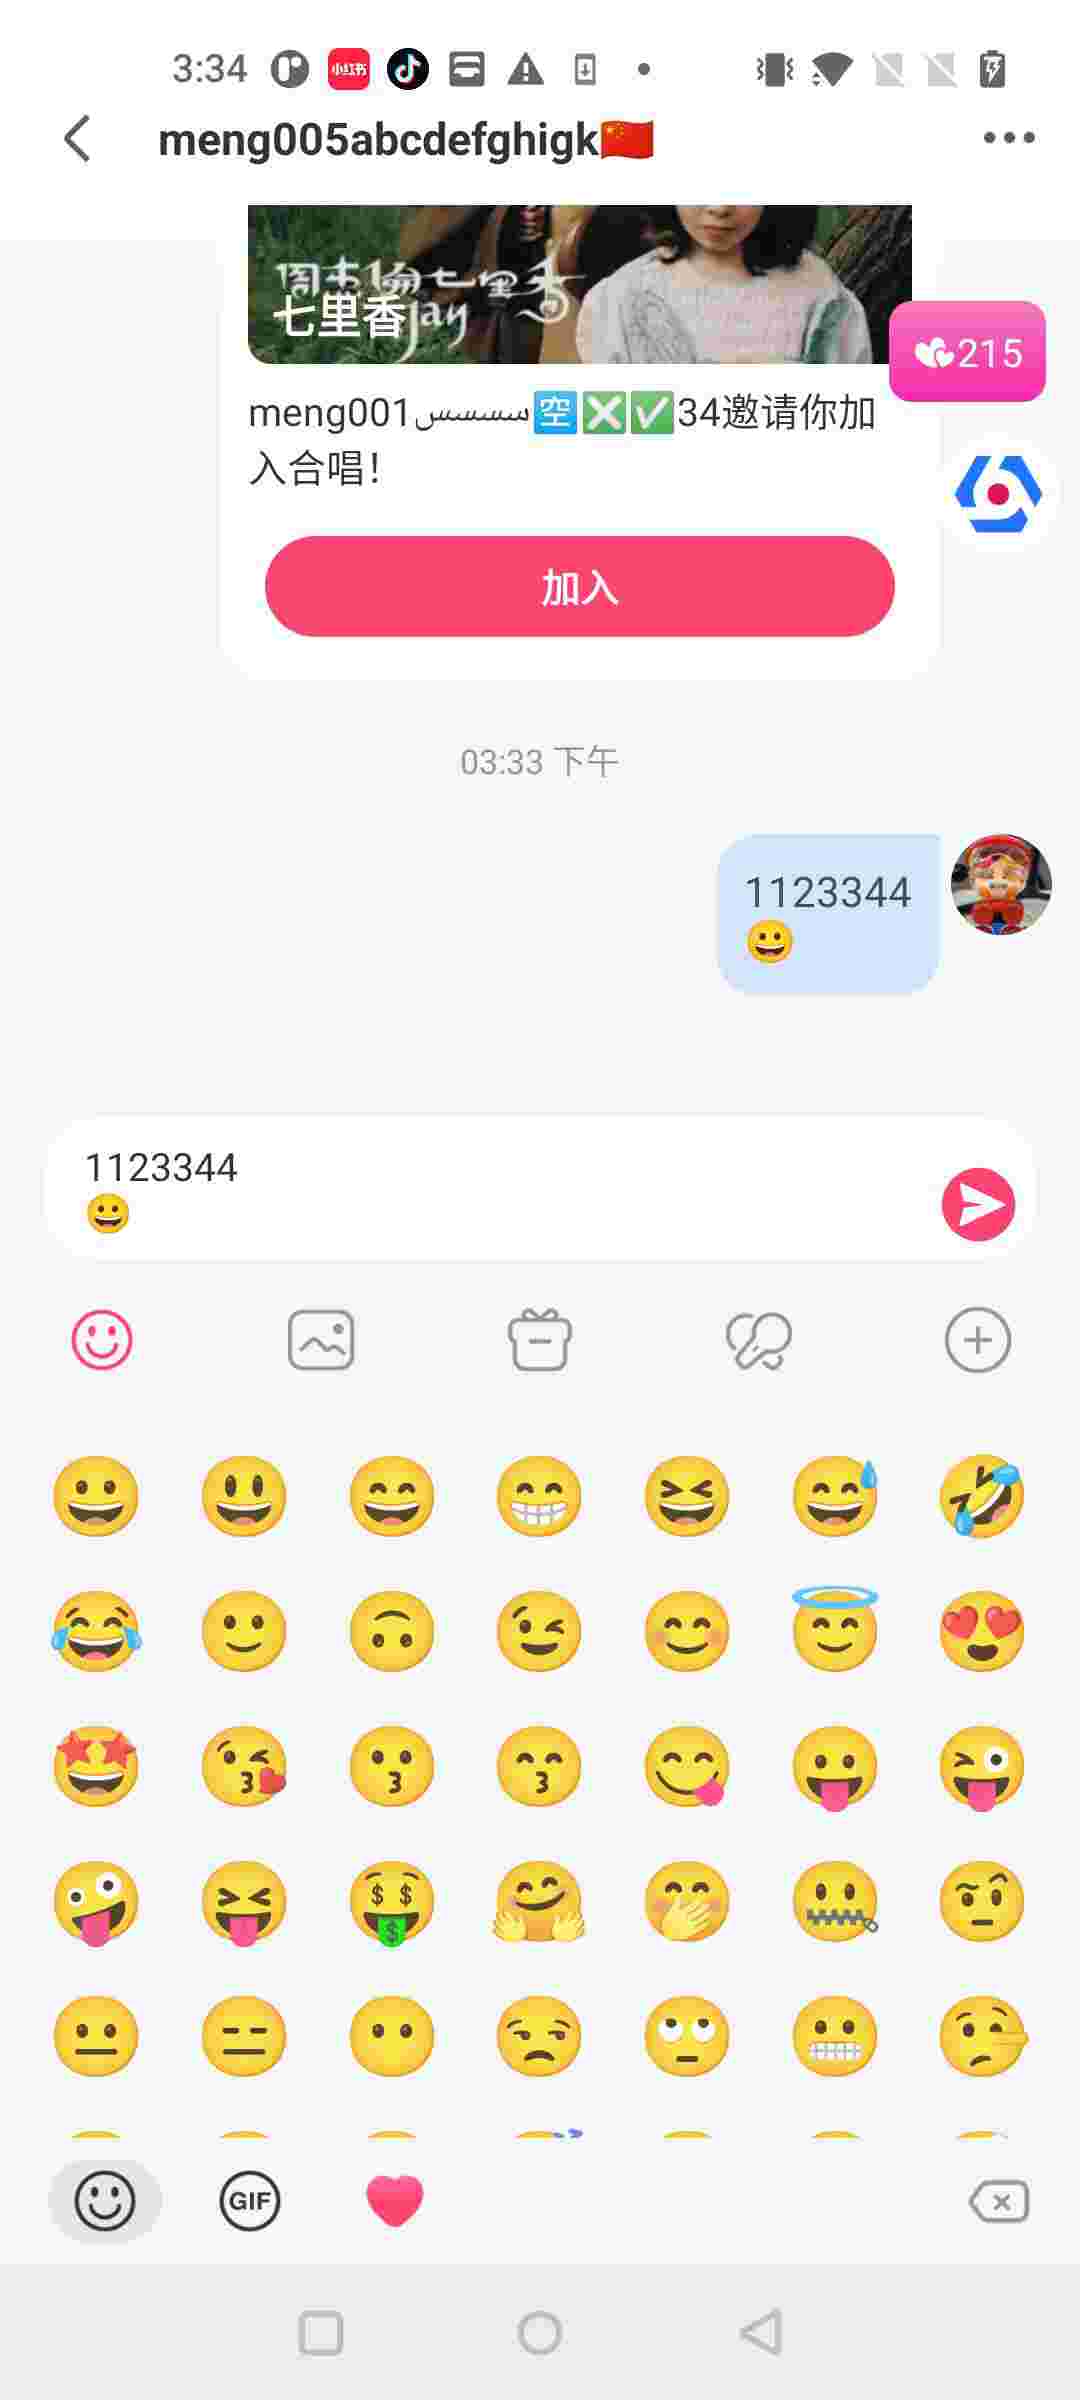 3:34
小红书
meng005abcdefghigk🇨🇳
周杰伦七里香
七里香 Jay
215
meng001سسسس🈳❎✅34邀请你加
入合唱！
加入
03:33 下午
1123344
😀
1123344
😀
GIF